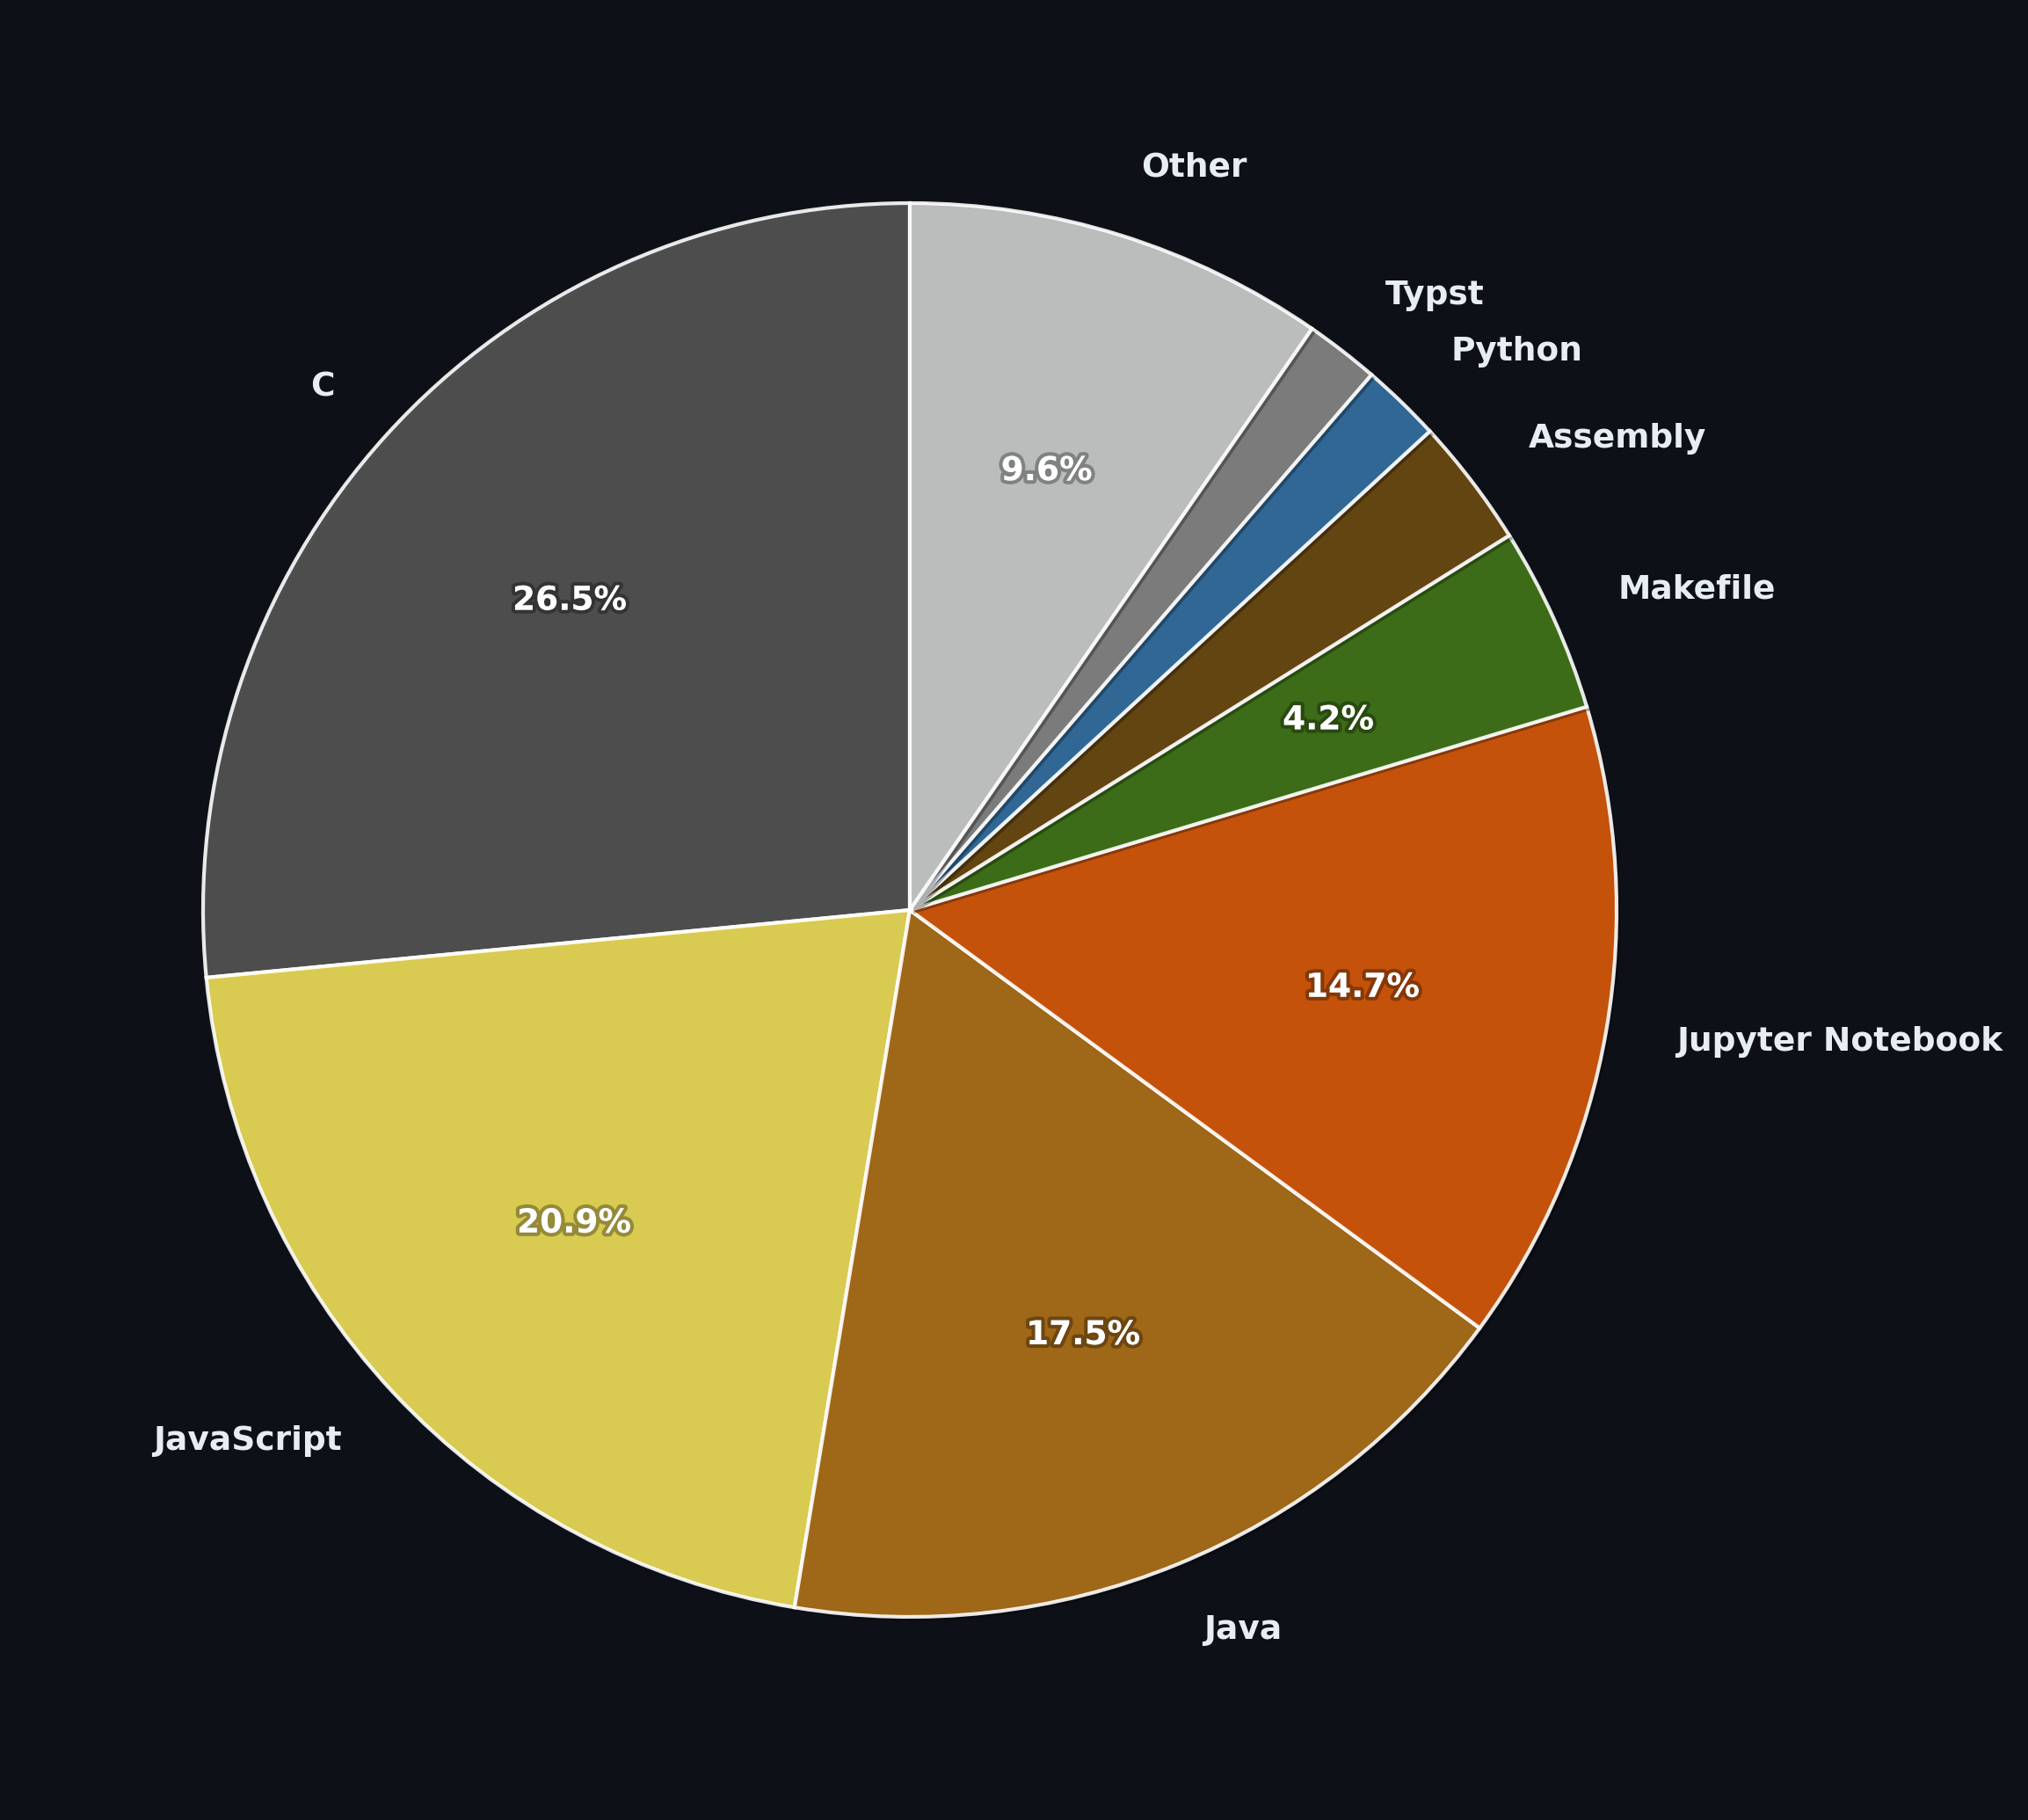 Other
Typst
Python
C
Assembly
9.6%
Makefile
26.5%
4.2%
14.7%
Jupyter Notebook
20.9%
17.5%
JavaScript
Java